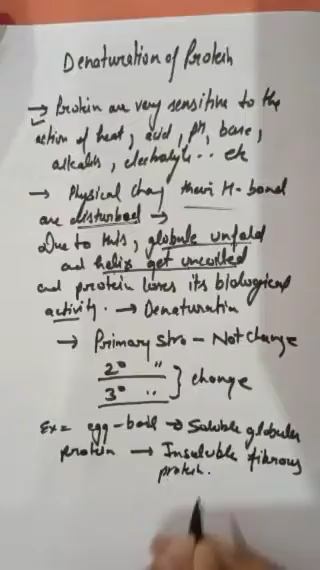 Denaturation of Protein
→ Protein are very sensitive to the
action of heat, acid, pH, base,
alkalis, electrolyte... etc
→ Physical chang their H-bond
are disturbed →
Due to this, globule unfold
and helix get uncoiled
and protein loses its biological
activity. → Denaturation
→ Primary stro - Not change
2° "
3° " } change
Ex= egg-boil → Soluble globular
protein → Insoluble fibrous
protein.